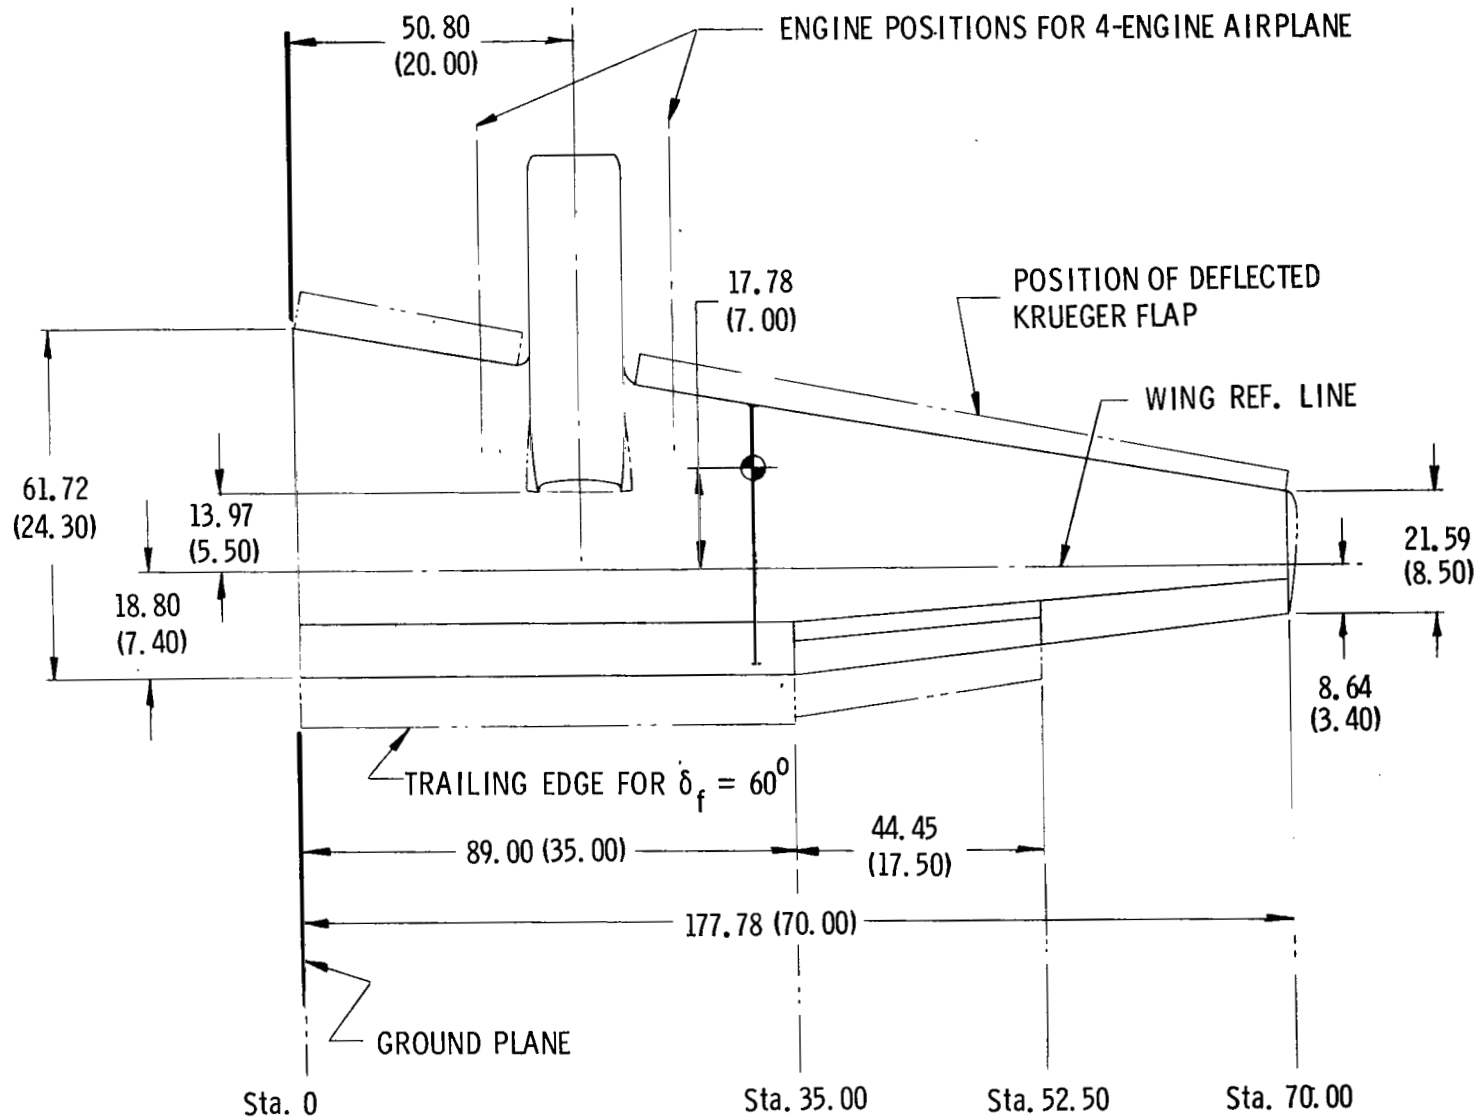 50.80
(20.00)
ENGINE POSITIONS FOR 4-ENGINE AIRPLANE
17.78
(7.00)
POSITION OF DEFLECTED
KRUEGER FLAP
WING REF. LINE
61.72
(24.30)
13.97
(5.50)
18.80
(7.40)
21.59
(8.50)
8.64
(3.40)
TRAILING EDGE FOR δf = 60°
89.00 (35.00)
44.45
(17.50)
177.78 (70.00)
GROUND PLANE
Sta. 0
Sta. 35.00
Sta. 52.50
Sta. 70.00